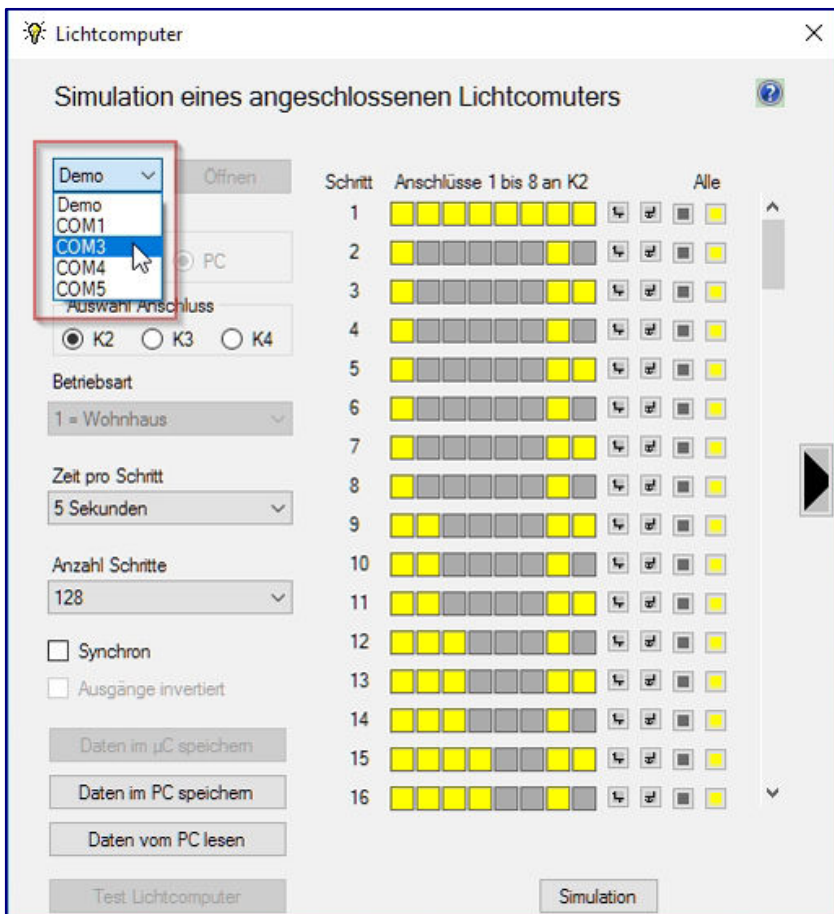 Lichtcomputer
Simulation eines angeschlossenen Lichtcomuters
Demo
Öffnen
Demo
COM1
COM3
COM4
COM5
PC
Auswahl Anschluss
K2 K3 K4
Betriebsart
1 = Wohnhaus
Zeit pro Schritt
5 Sekunden
Anzahl Schritte
128
Synchron
Ausgänge invertiert
Daten im µC speichern
Daten im PC speichern
Daten vom PC lesen
Test Lichtcomputer
Schritt Anschlüsse 1 bis 8 an K2 Alle
1
2
3
4
5
6
7
8
9
10
11
12
13
14
15
16
Simulation